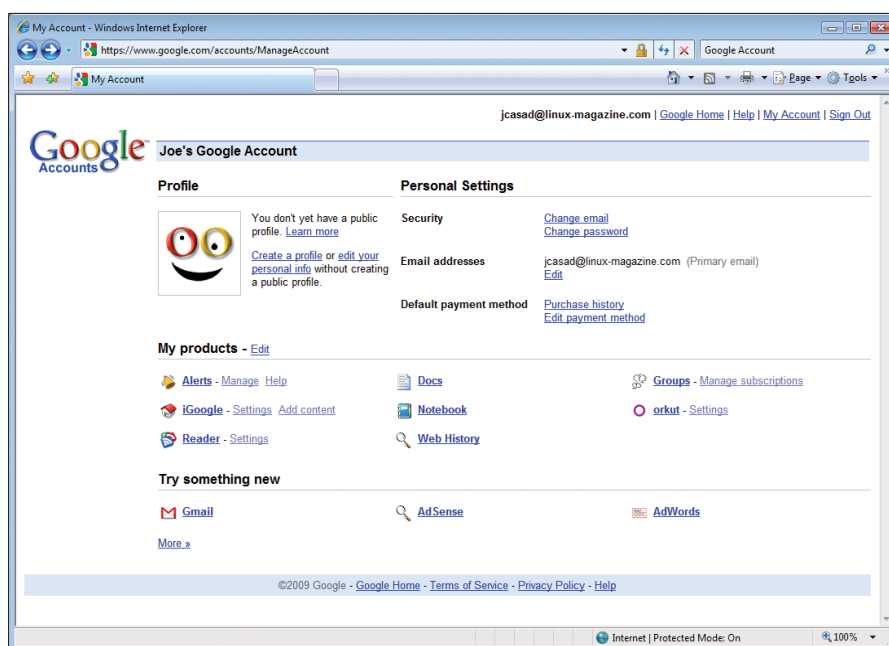 My Account - Windows Internet Explorer
https://www.google.com/accounts/ManageAccount
Google Account
My Account
Page
Tools
jcasad@linux-magazine.com | Google Home | Help | My Account | Sign Out
Google™
Accounts
Joe's Google Account
Profile
You don't yet have a public
profile. Learn more
Create a profile or edit your
personal info without creating
a public profile.
Personal Settings
Security
Change email
Change password
Email addresses
jcasad@linux-magazine.com (Primary email)
Edit
Default payment method
Purchase history
Edit payment method
My products - Edit
Alerts - Manage Help
Docs
Groups - Manage subscriptions
iGoogle - Settings Add content
Notebook
orkut - Settings
Reader - Settings
Web History
Try something new
Gmail
AdSense
AdWords
More »
©2009 Google - Google Home - Terms of Service - Privacy Policy - Help
Internet | Protected Mode: On
100%